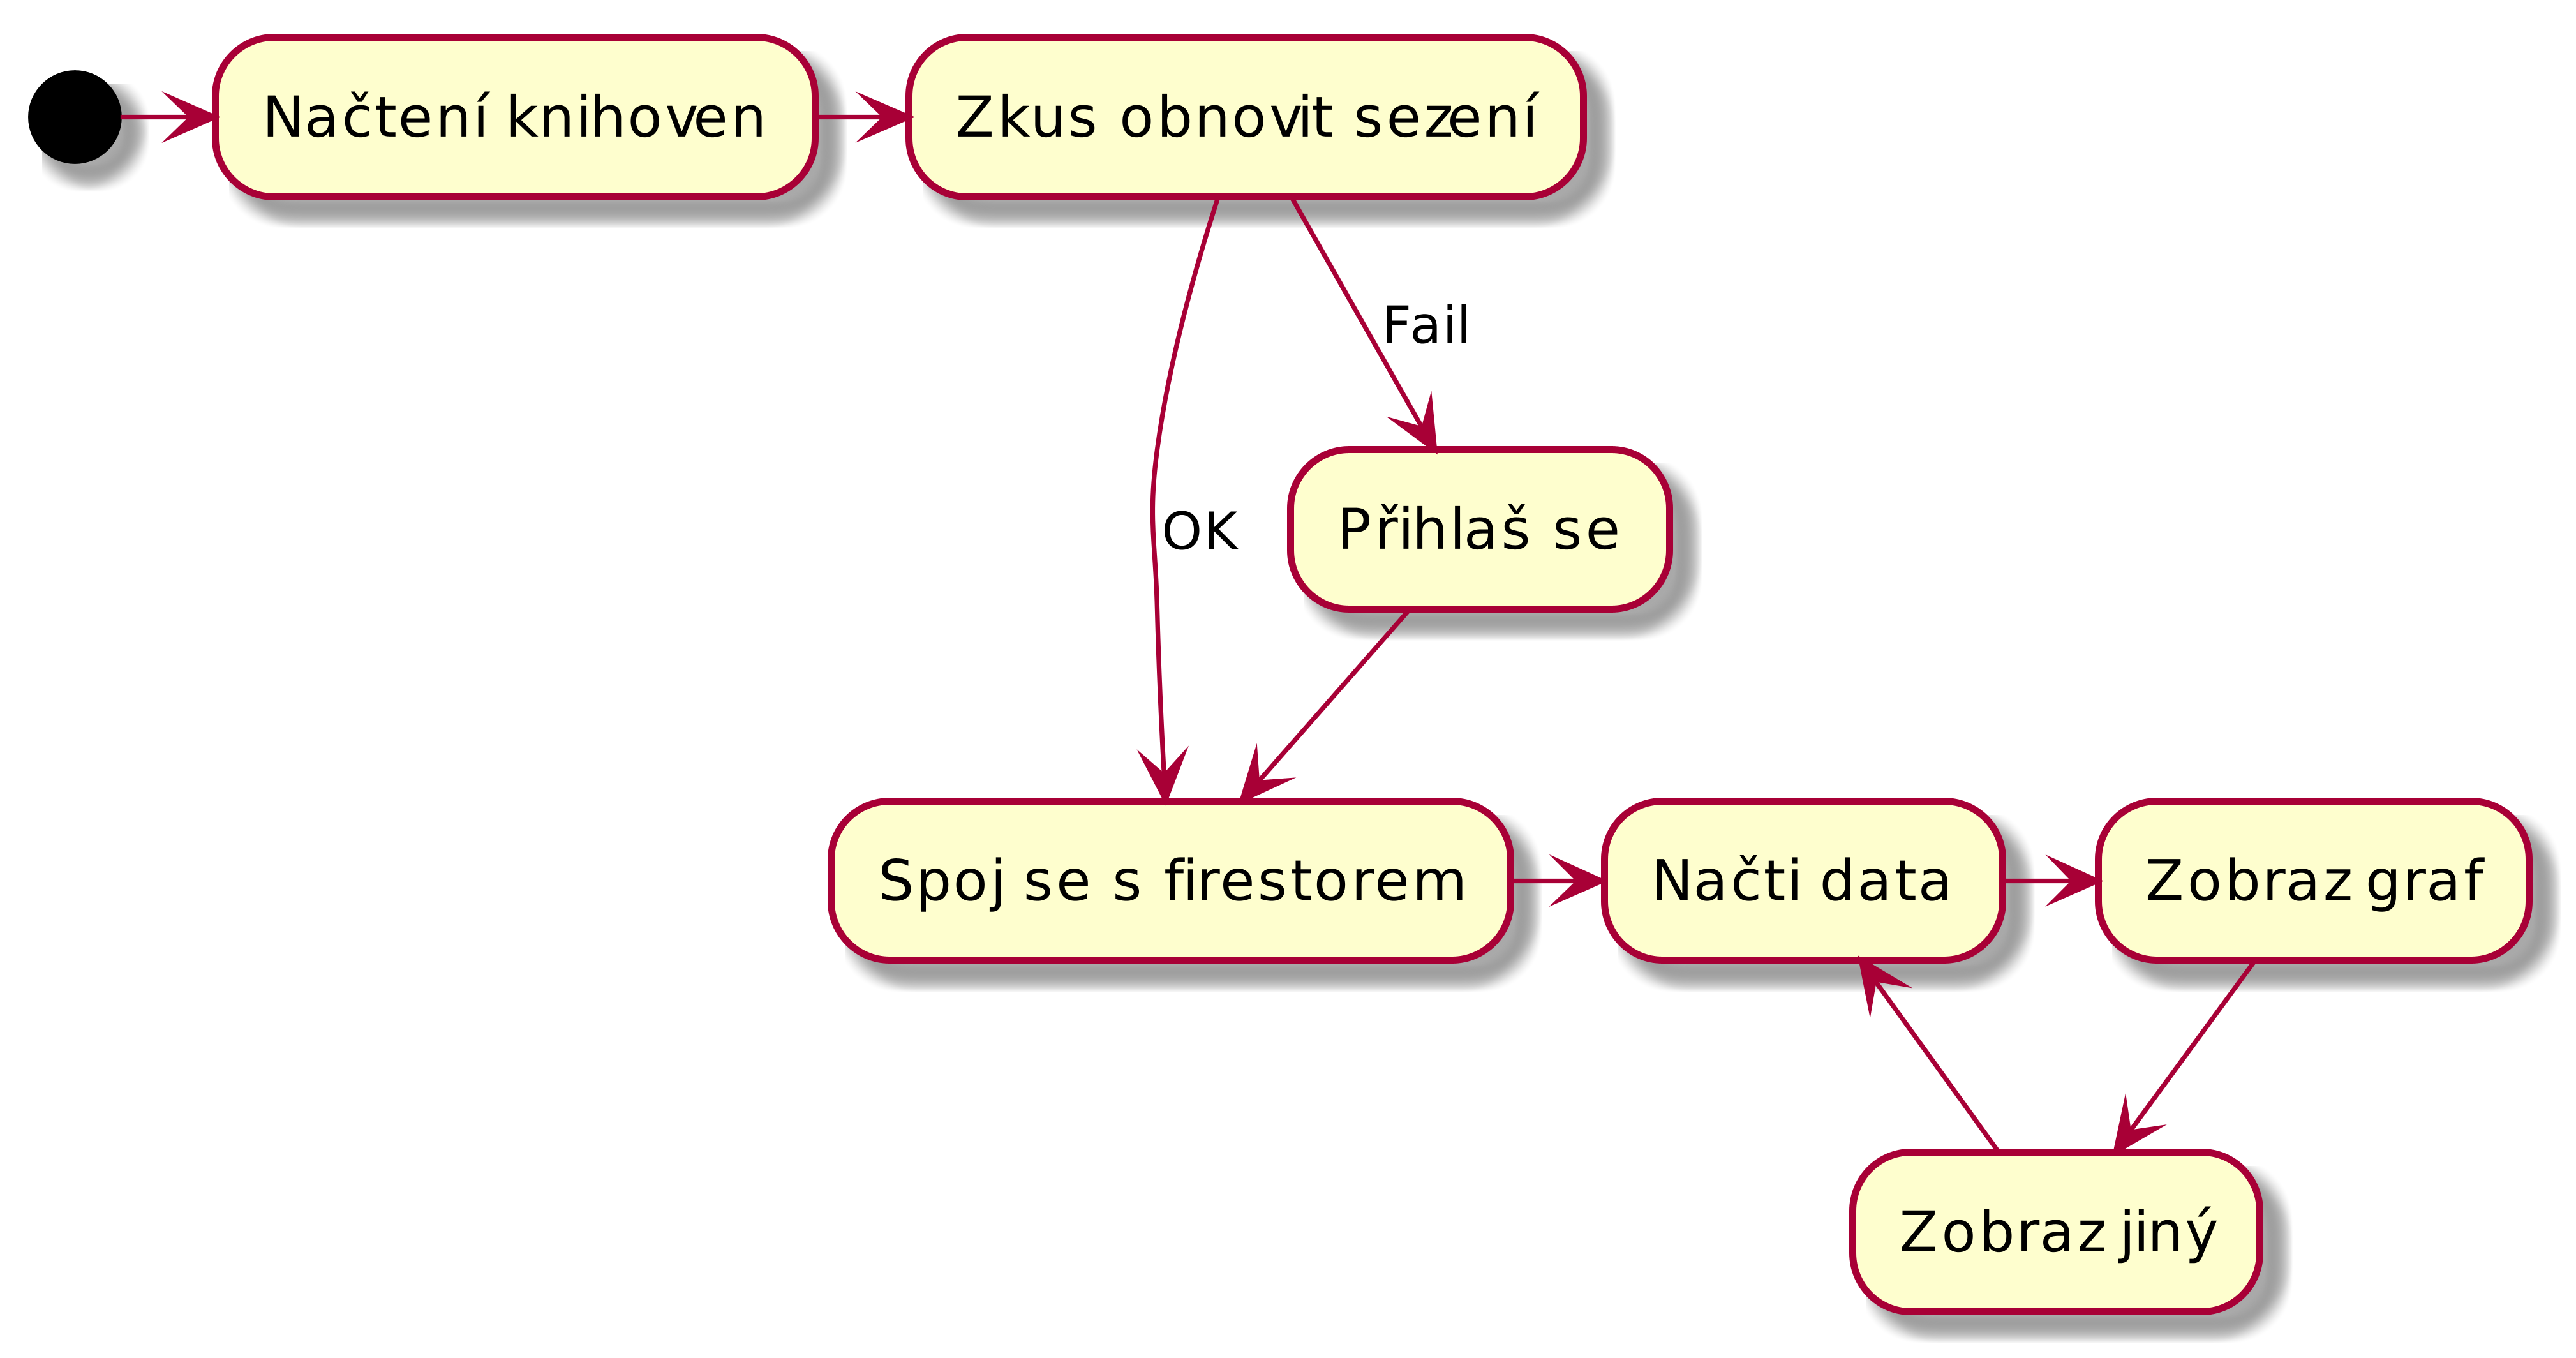 Načtení knihoven
Zkus obnovit sezení
Fail
OK
Přihlaš se
Spoj se s firestorem
Načti data
Zobraz graf
Zobraz jiný